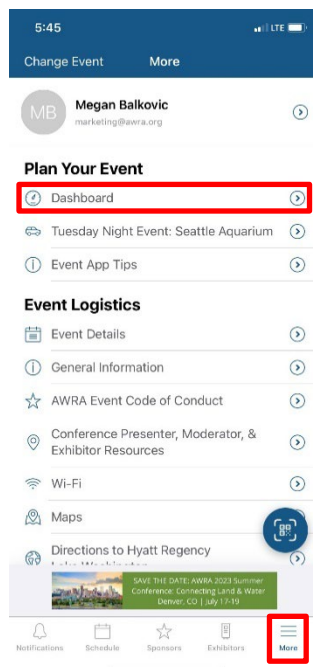 5:45
LTE
Change Event More
MB
Megan Balkovic
marketing@awra.org
Plan Your Event
Dashboard
Tuesday Night Event: Seattle Aquarium
Event App Tips
Event Logistics
Event Details
General Information
AWRA Event Code of Conduct
Conference Presenter, Moderator, &
Exhibitor Resources
Wi-Fi
Maps
Directions to Hyatt Regency
Lake Washington
SAVE THE DATE: AWRA 2023 Summer
Conference: Connecting Land & Water
Denver, CO | July 17-19
Notifications Schedule Sponsors Exhibitors More